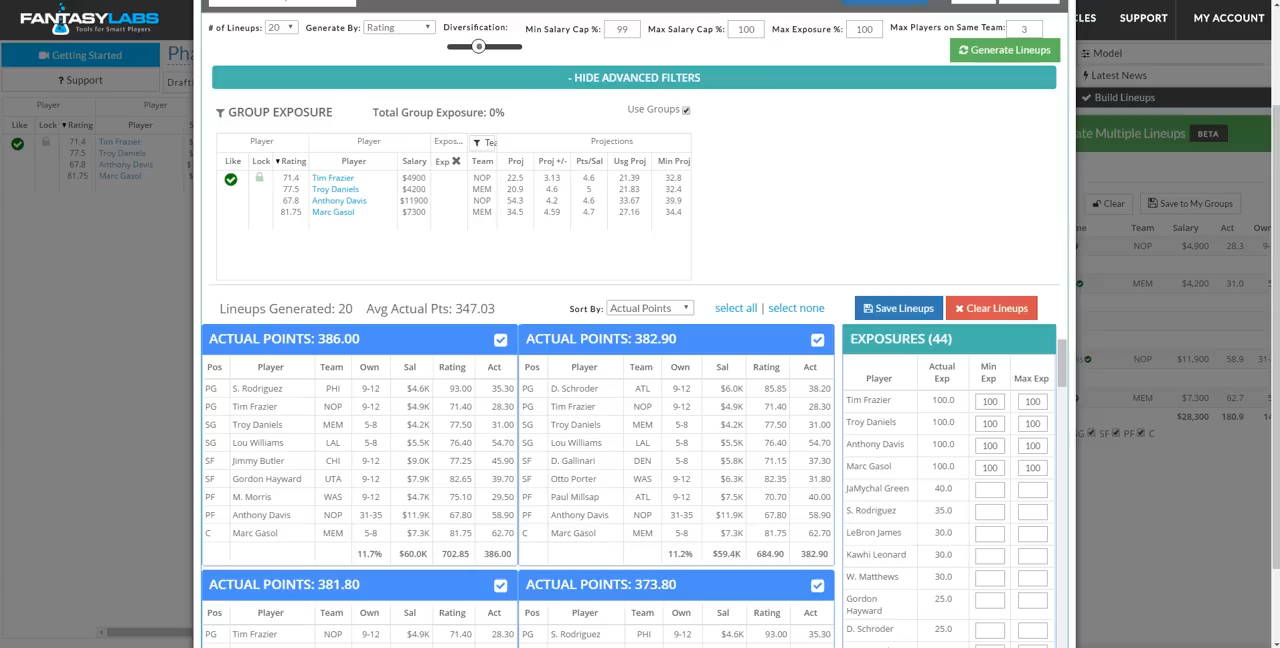 FANTASYLABS
Tools for Smart Players
CLES SUPPORT MY ACCOUNT
Getting Started
? Support
Player Player
Like Lock Rating Player
71.4 Tim Frazier
77.5 Troy Daniels
67.8 Anthony Davis
81.75 Marc Gasol
# of Lineups: 20 Generate By: Rating Diversification: Min Salary Cap %: 99 Max Salary Cap %: 100 Max Exposure %: 100 Max Players on Same Team: 3
Generate Lineups
- HIDE ADVANCED FILTERS
GROUP EXPOSURE Total Group Exposure: 0% Use Groups
Player Player Expos... Projections
Like Lock Rating Player Salary Exp Team Proj Proj +/- Pts/Sal Usg Proj Min Proj
71.4 Tim Frazier $4900 NOP 22.5 3.13 4.6 21.39 32.8
77.5 Troy Daniels $4200 MEM 20.9 4.6 5 21.83 32.4
67.8 Anthony Davis $11900 NOP 54.3 4.2 4.6 33.67 39.9
81.75 Marc Gasol $7300 MEM 34.5 4.59 4.7 27.16 34.4
Lineups Generated: 20 Avg Actual Pts: 347.03 Sort By: Actual Points select all | select none Save Lineups Clear Lineups
ACTUAL POINTS: 386.00
Pos Player Team Own Sal Rating Act
PG S. Rodriguez PHI 9-12 $4.6K 93.00 35.30
PG Tim Frazier NOP 9-12 $4.9K 71.40 28.30
SG Troy Daniels MEM 5-8 $4.2K 77.50 31.00
SG Lou Williams LAL 5-8 $5.5K 76.40 54.70
SF Jimmy Butler CHI 9-12 $9.0K 77.25 45.90
SF Gordon Hayward UTA 9-12 $7.9K 82.65 39.70
PF M. Morris WAS 9-12 $4.7K 75.10 29.50
PF Anthony Davis NOP 31-35 $11.9K 67.80 58.90
C Marc Gasol MEM 5-8 $7.3K 81.75 62.70
11.7% $60.0K 702.85 386.00
ACTUAL POINTS: 382.90
Pos Player Team Own Sal Rating Act
PG D. Schroder ATL 9-12 $6.0K 85.85 38.20
PG Tim Frazier NOP 9-12 $4.9K 71.40 28.30
SG Troy Daniels MEM 5-8 $4.2K 77.50 31.00
SG Lou Williams LAL 5-8 $5.5K 76.40 54.70
SF D. Gallinari DEN 5-8 $5.8K 71.15 37.30
SF Otto Porter WAS 9-12 $6.3K 82.35 31.80
PF Paul Millsap ATL 9-12 $7.5K 70.70 40.00
PF Anthony Davis NOP 31-35 $11.9K 67.80 58.90
C Marc Gasol MEM 5-8 $7.3K 81.75 62.70
11.2% $59.4K 684.90 382.90
ACTUAL POINTS: 381.80
Pos Player Team Own Sal Rating Act
PG Tim Frazier NOP 9-12 $4.9K 71.40 28.30
ACTUAL POINTS: 373.80
Pos Player Team Own Sal Rating Act
PG S. Rodriguez PHI 9-12 $4.6K 93.00 35.30
EXPOSURES (44)
Player Actual Exp Min Exp Max Exp
Tim Frazier 100.0 100 100
Troy Daniels 100.0 100 100
Anthony Davis 100.0 100 100
Marc Gasol 100.0 100 100
JaMychal Green 40.0
S. Rodriguez 35.0
LeBron James 30.0
Kawhi Leonard 30.0
W. Matthews 30.0
Gordon Hayward 25.0
D. Schroder 25.0
Model
Latest News
Build Lineups
ate Multiple Lineups BETA
Clear Save to My Groups
me Team Salary Act Own
NOP $4,900 28.3 9-
MEM $4,200 31.0
NOP $11,900 58.9 31-
MEM $7,300 62.7
$28,300 180.9
SG SF PF C